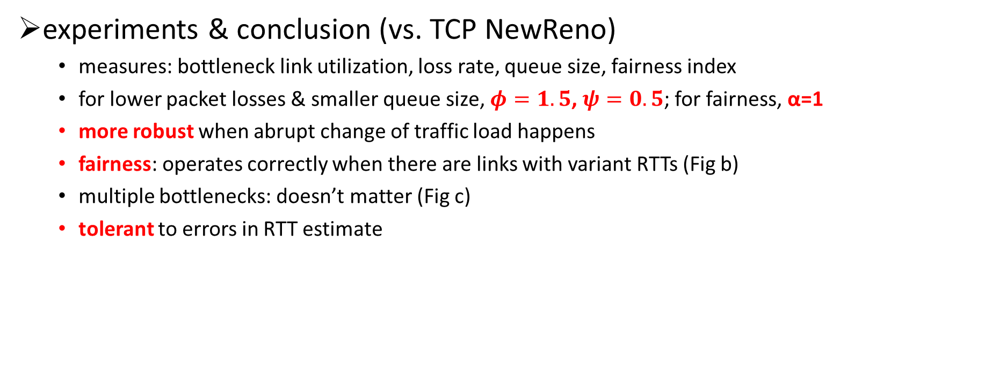 ➢experiments & conclusion (vs. TCP NewReno)
• measures: bottleneck link utilization, loss rate, queue size, fairness index
• for lower packet losses & smaller queue size, ϕ = 1.5, ψ = 0.5; for fairness, α=1
• more robust when abrupt change of traffic load happens
• fairness: operates correctly when there are links with variant RTTs (Fig b)
• multiple bottlenecks: doesn’t matter (Fig c)
• tolerant to errors in RTT estimate